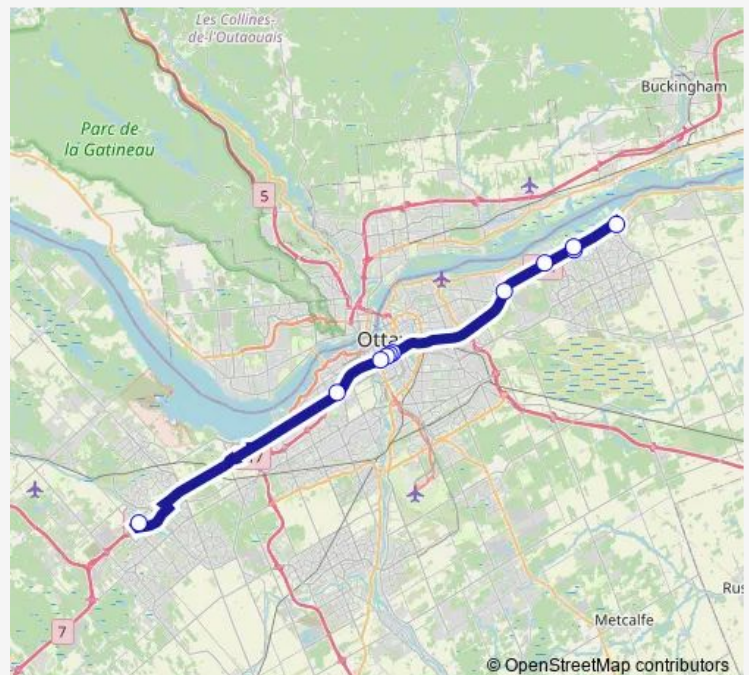 Les Collines-
de-l'Outaouais
Buckingham
Parc de
la Gatineau
5
Otta
17
7
Metcalfe
Rus
© OpenStreetMap contributors